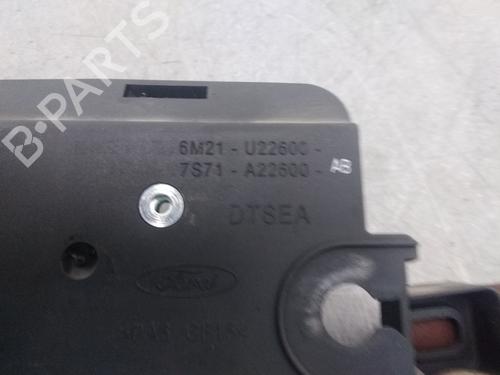 B-PARTS
6M21 - U22600 -
7S71 - A22600 - AB
DTSEA
Ford